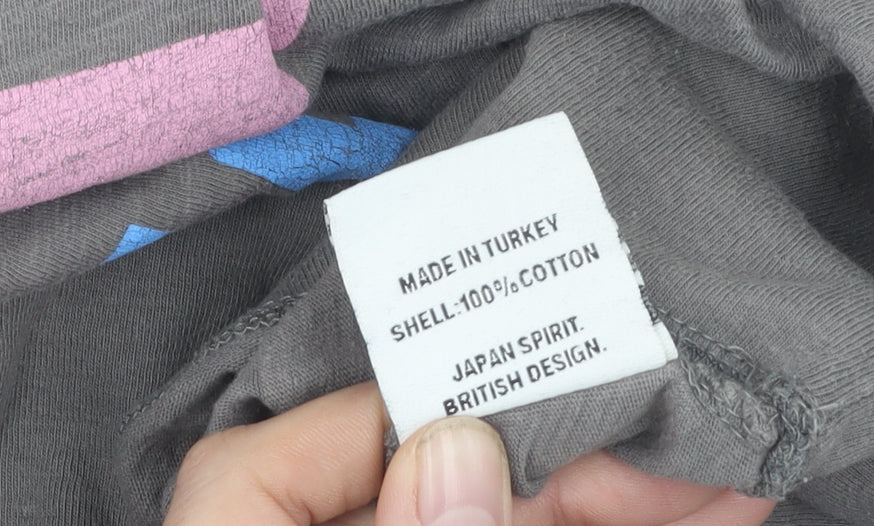 MADE IN TURKEY
SHELL:100%COTTON
JAPAN SPIRIT.
BRITISH DESIGN.